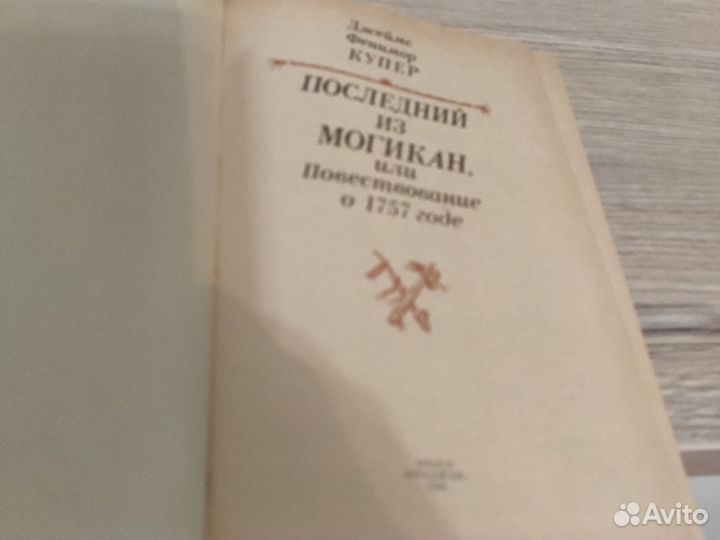 Джеймс
Фенимор
КУПЕР
ПОСЛЕДНИЙ
ИЗ
МОГИКАН,
или
Повествование
о 1757 годе
Avito